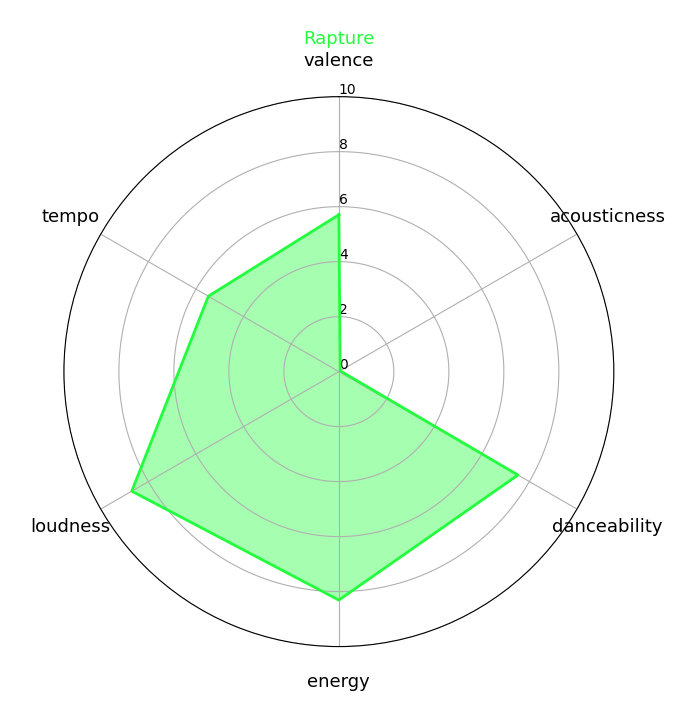 Rapture
valence
10
8
6
4
2
0
tempo
acousticness
loudness
danceability
energy